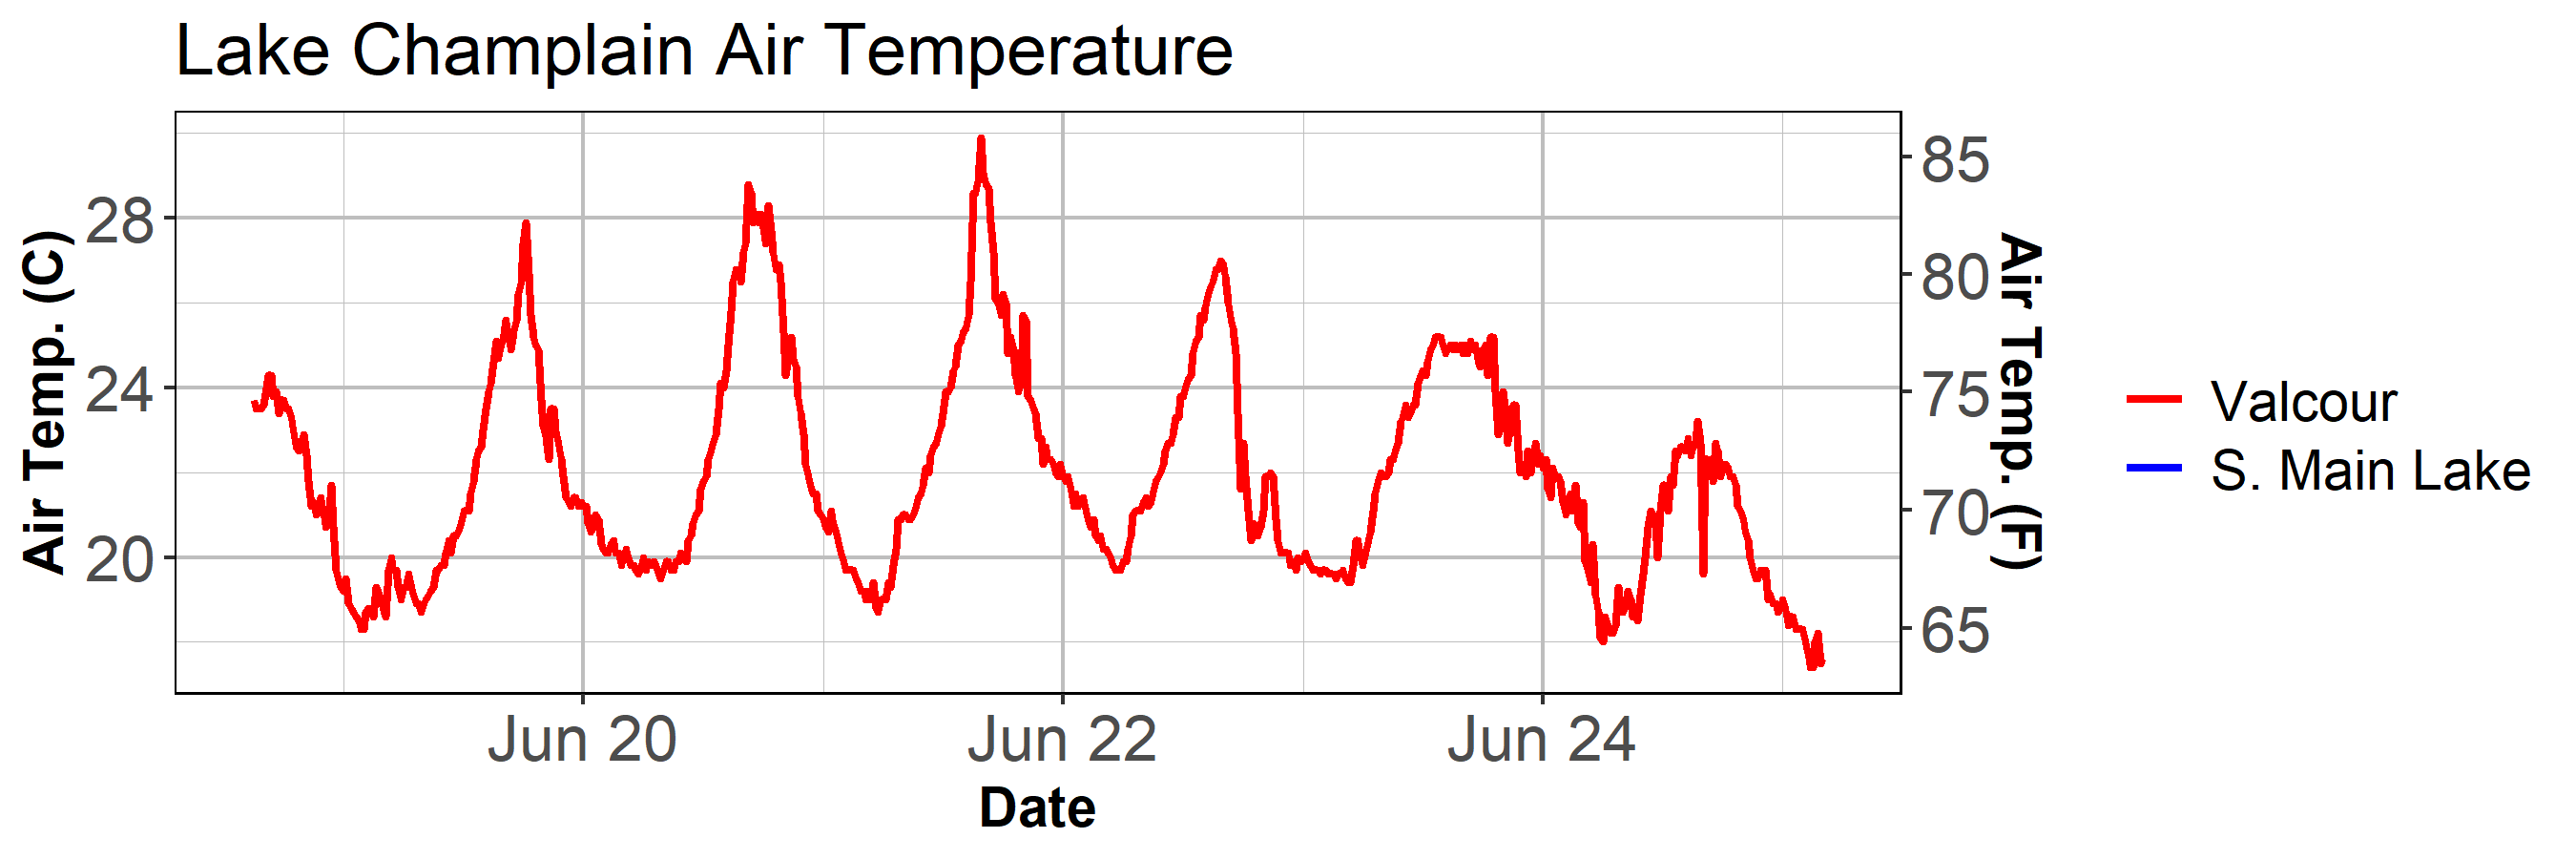 Lake Champlain Air Temperature
Air Temp. (C)
28
24
20
85
80
75
70
65
Air Temp. (F)
Jun 20 Jun 22 Jun 24
Date
Valcour
S. Main Lake